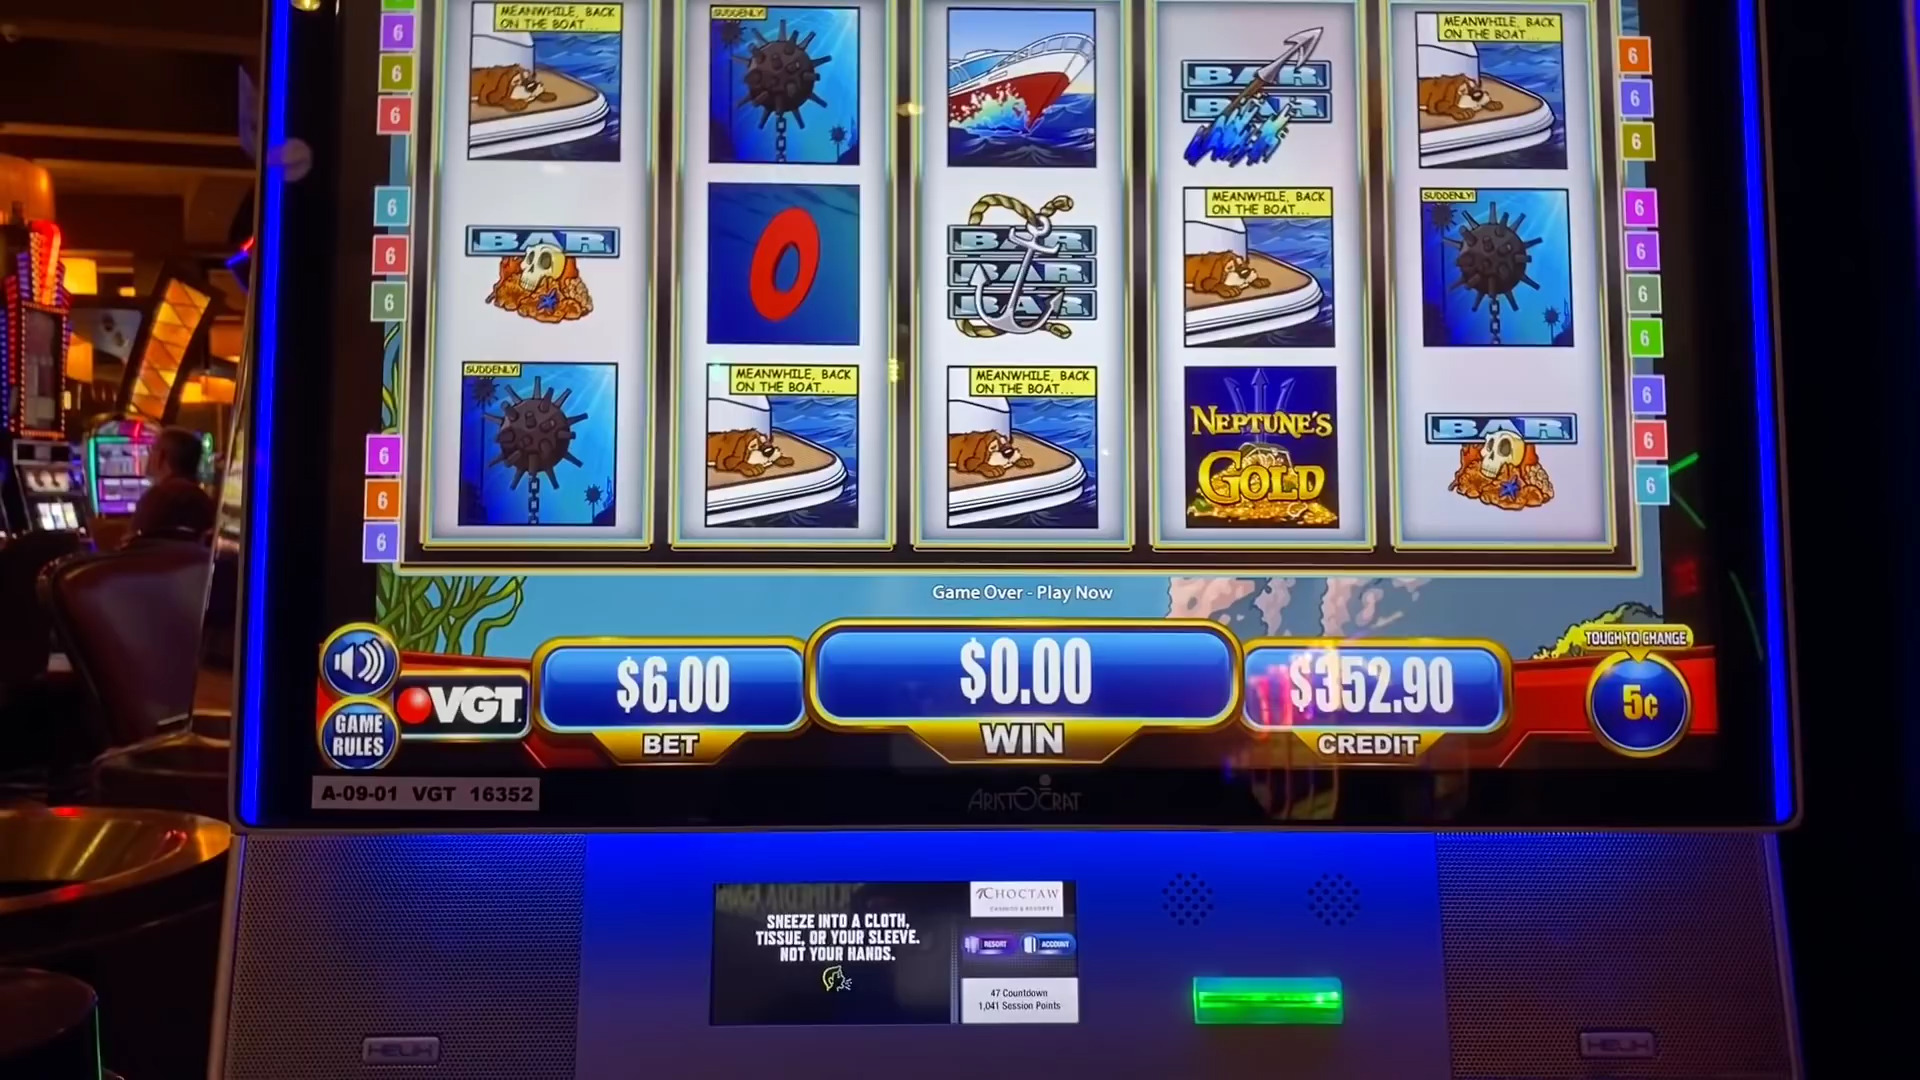 MEANWHILE, BACK
ON THE BOAT...
SUDDENLY!
BAR
BAR
MEANWHILE, BACK
ON THE BOAT...
6
6
6
6
6
6
BAR
O
BAR
BAR
BAR
MEANWHILE, BACK
ON THE BOAT...
SUDDENLY!
6
6
6
6
6
6
6
SUDDENLY!
MEANWHILE, BACK
ON THE BOAT...
MEANWHILE, BACK
ON THE BOAT...
NEPTUNE'S
GOLD
BAR
6
6
6
6
6
6
Game Over - Play Now
TOUCH TO CHANGE
GAME
RULES
VGT
$6.00
BET
$0.00
WIN
$352.90
CREDIT
5¢
A-09-01 VGT 16352
ARISTOCRAT
SNEEZE INTO A CLOTH,
TISSUE, OR YOUR SLEEVE.
NOT YOUR HANDS.
CHOCTAW
CASINOS & RESORTS
RESORT
ACCOUNT
47 Countdown
1,041 Session Points
HELIX
HELIX